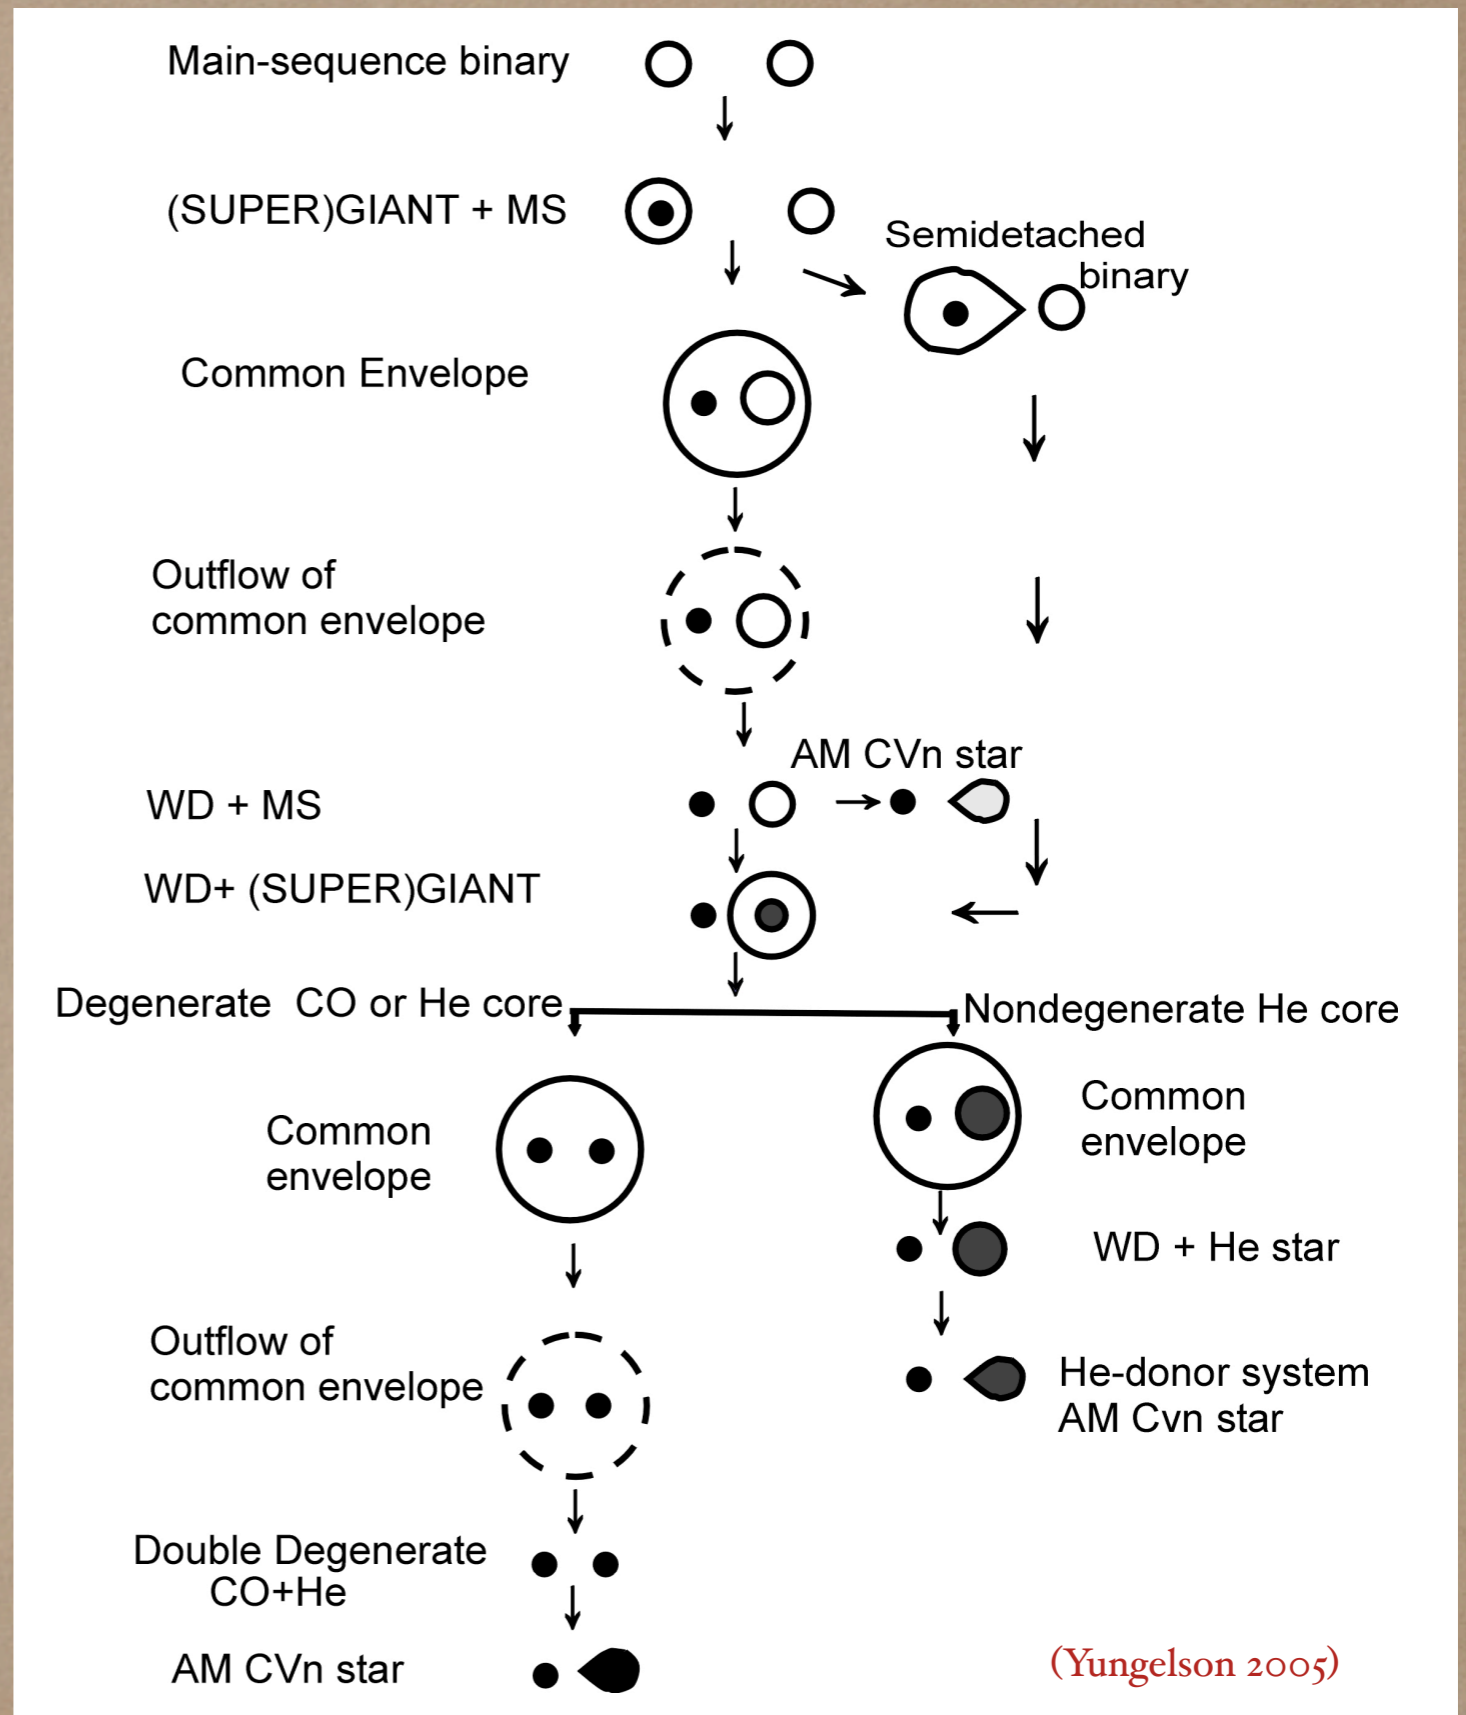 Main-sequence binary
(SUPER)GIANT + MS
Semidetached
binary
Common Envelope
Outflow of
common envelope
AM CVn star
WD + MS
WD+ (SUPER)GIANT
Degenerate  CO or He core
Nondegenerate He core
Common
envelope
Common
envelope
WD + He star
Outflow of
common envelope
He-donor system
AM Cvn star
Double Degenerate
CO+He
AM CVn star
(Yungelson 2005)